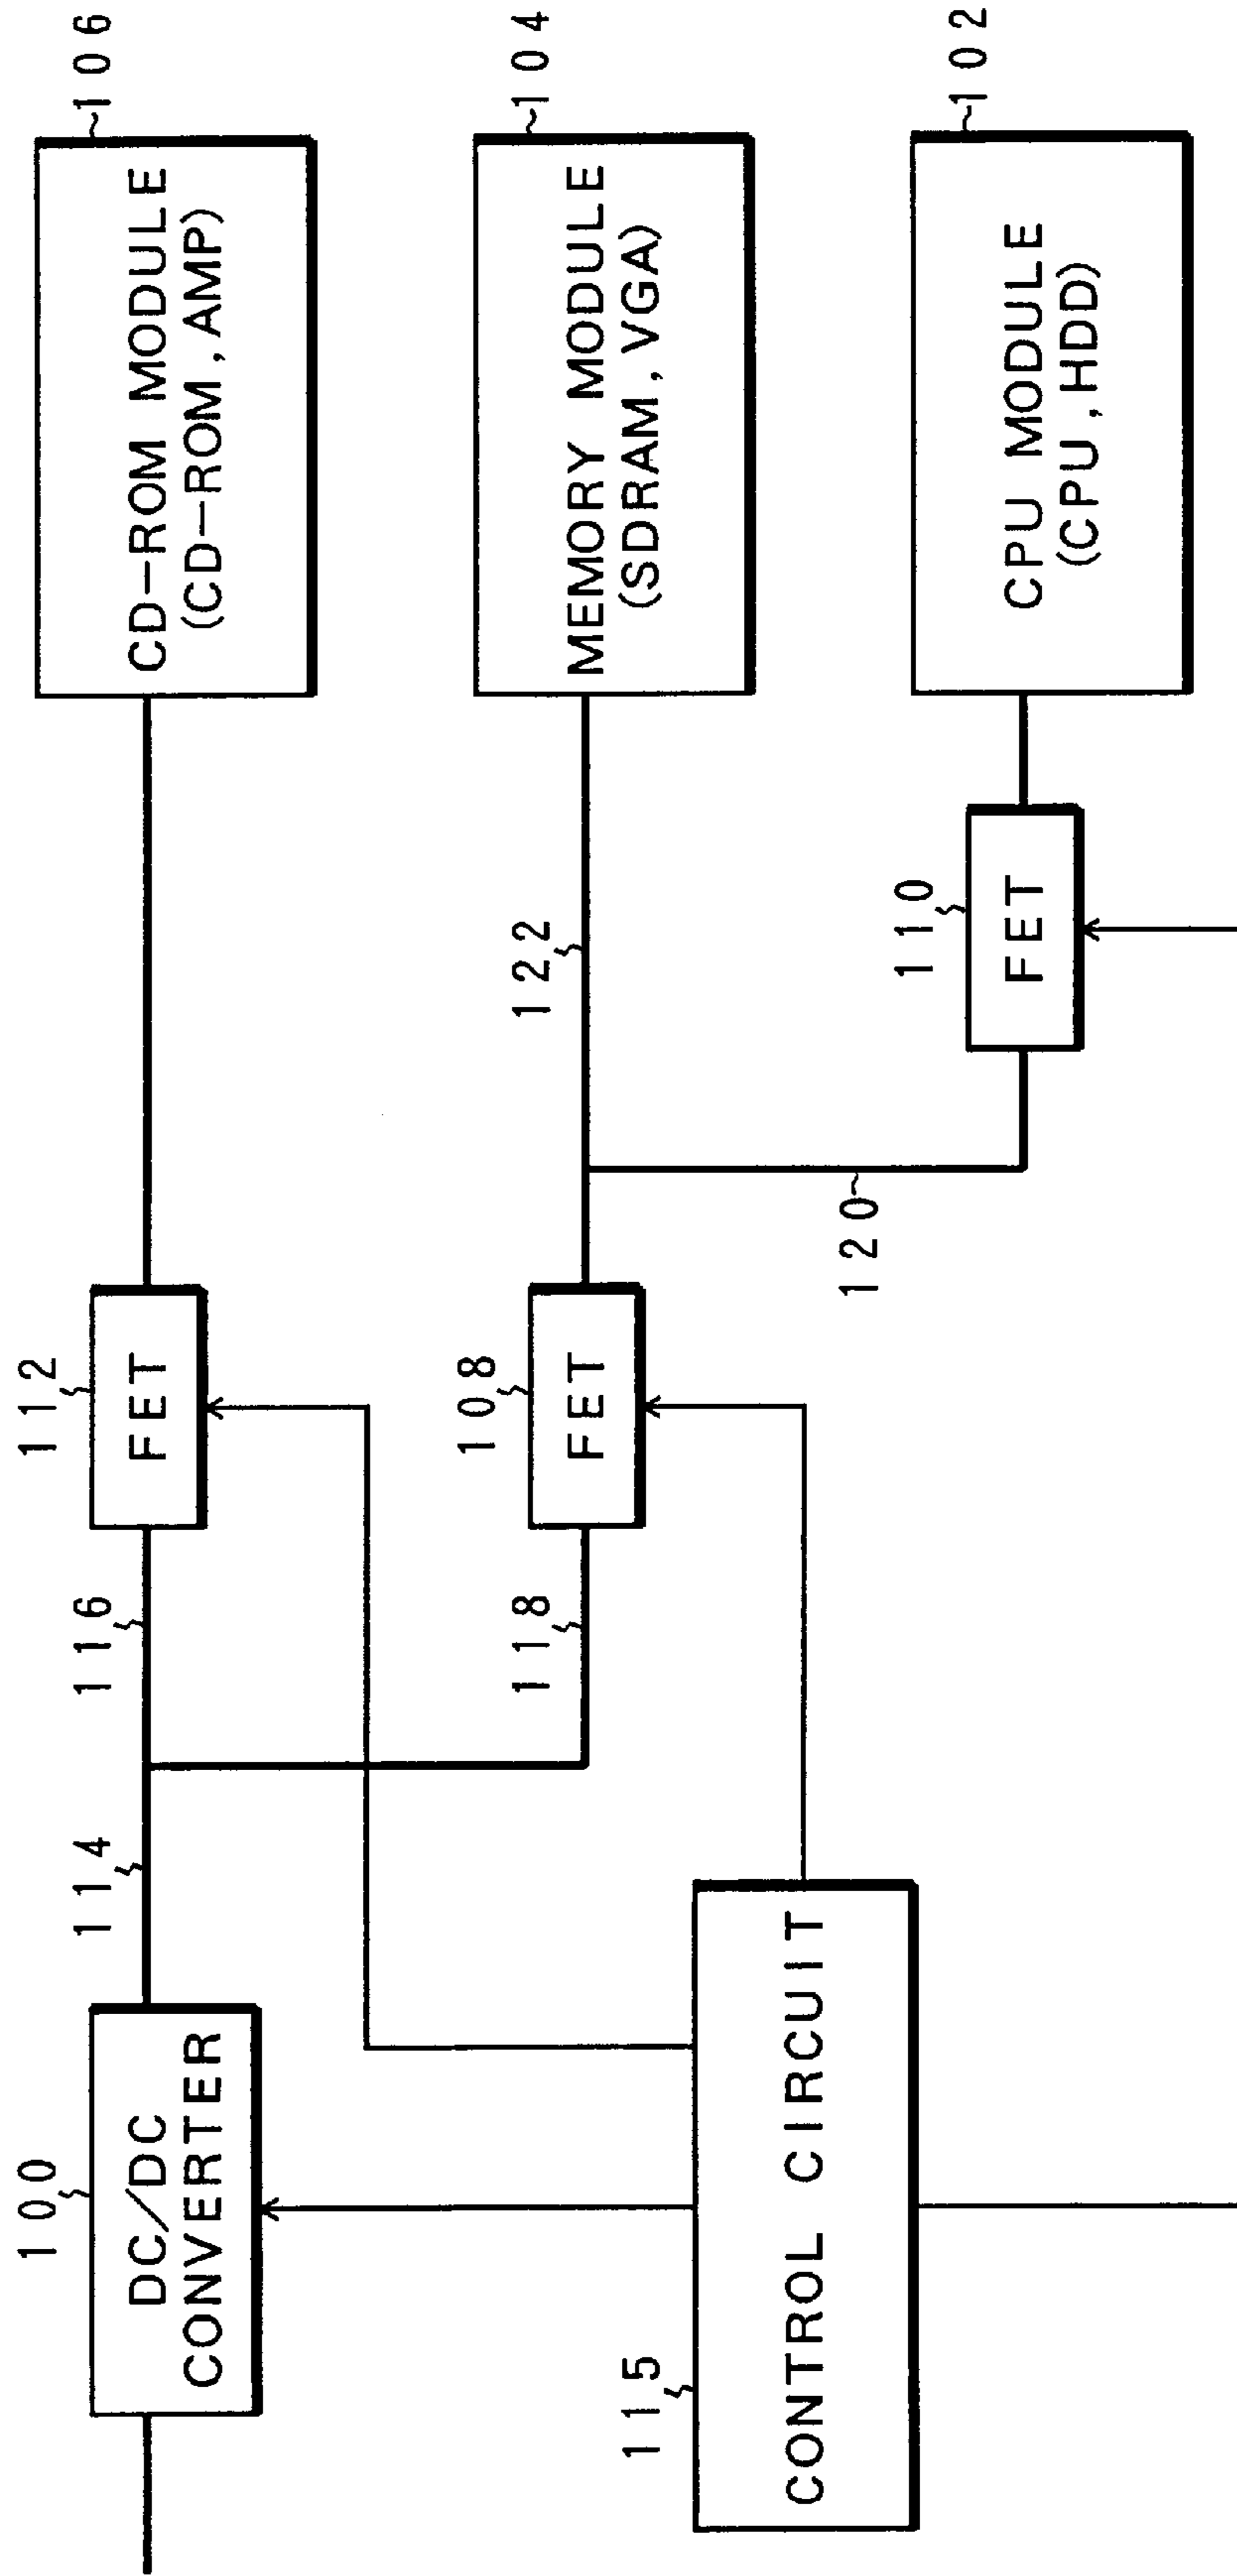 100
DC/DC
CONVERTER
114
116
112
FET
CD-ROM MODULE
(CD-ROM, AMP)
106
118
108
FET
122
MEMORY MODULE
(SDRAM, VGA)
104
115
CONTROL CIRCUIT
120
110
FET
CPU MODULE
(CPU, HDD)
102